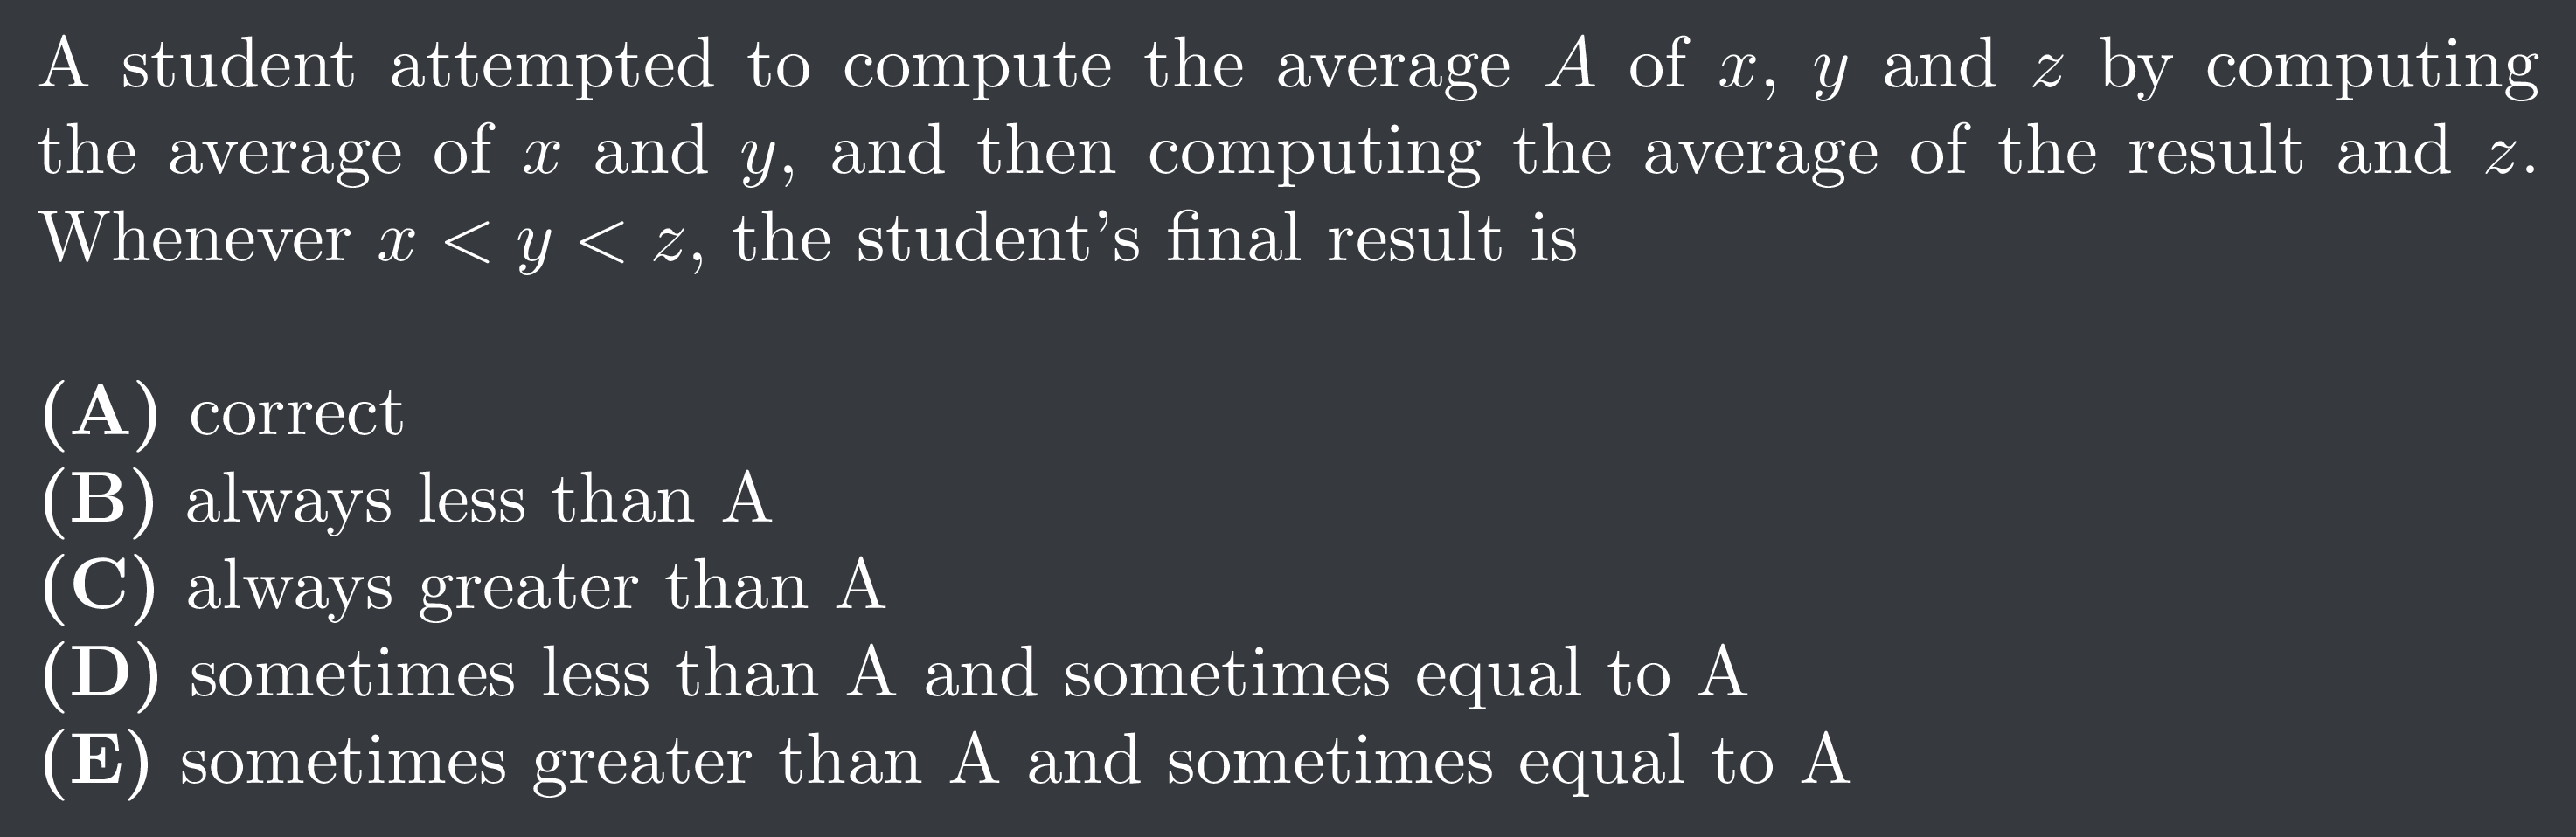 A student attempted to compute the average A of x, y and z by computing
the average of x and y, and then computing the average of the result and z.
Whenever x < y < z, the student's final result is
(A) correct
(B) always less than A
(C) always greater than A
(D) sometimes less than A and sometimes equal to A
(E) sometimes greater than A and sometimes equal to A